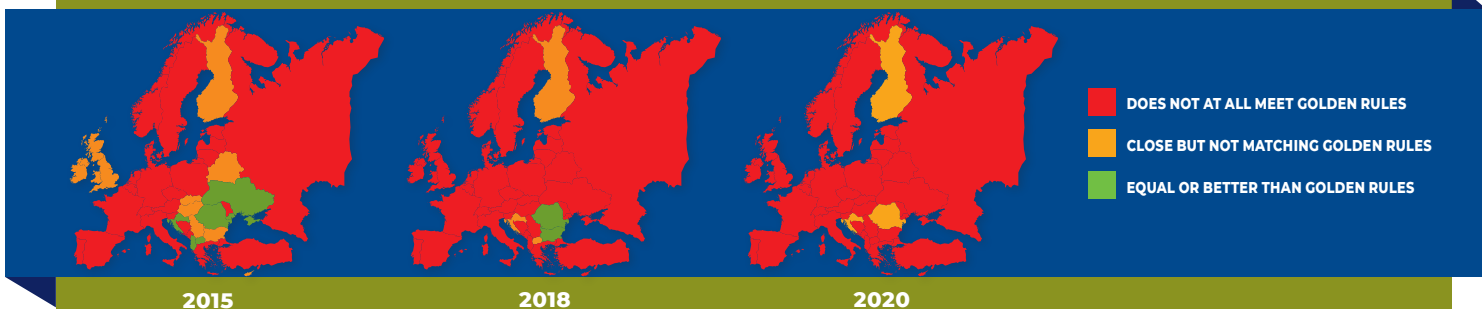 DOES NOT AT ALL MEET GOLDEN RULES
CLOSE BUT NOT MATCHING GOLDEN RULES
EQUAL OR BETTER THAN GOLDEN RULES
2015
2018
2020